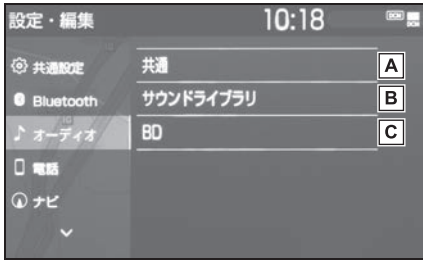 設定・編集 10:18 DCM
共通設定 共通 A
Bluetooth サウンドライブラリ B
オーディオ BD C
電話
ナビ